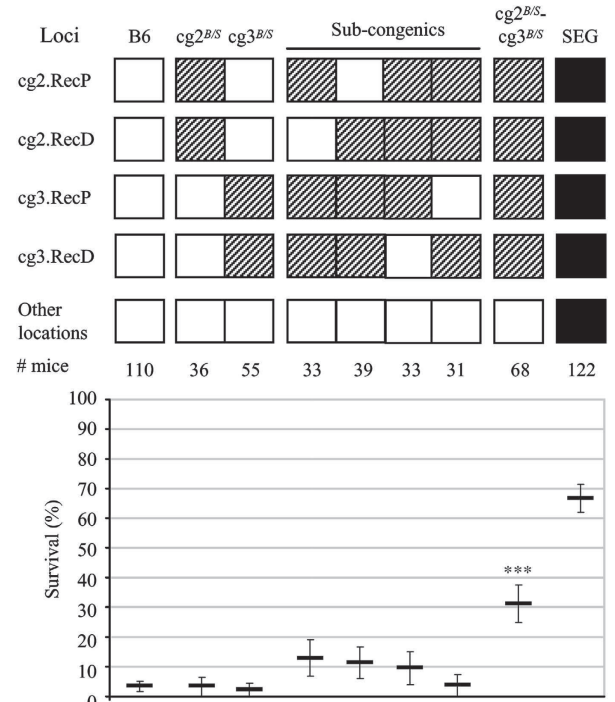 Loci B6 cg2B/S cg3B/S Sub-congenics cg2B/S-cg3B/S SEG
cg2.RecP
cg2.RecD
cg3.RecP
cg3.RecD
Other
locations
# mice 110 36 55 33 39 33 31 68 122
100
90
80
70
60
50
40
30
20
10
0
Survival (%)
***